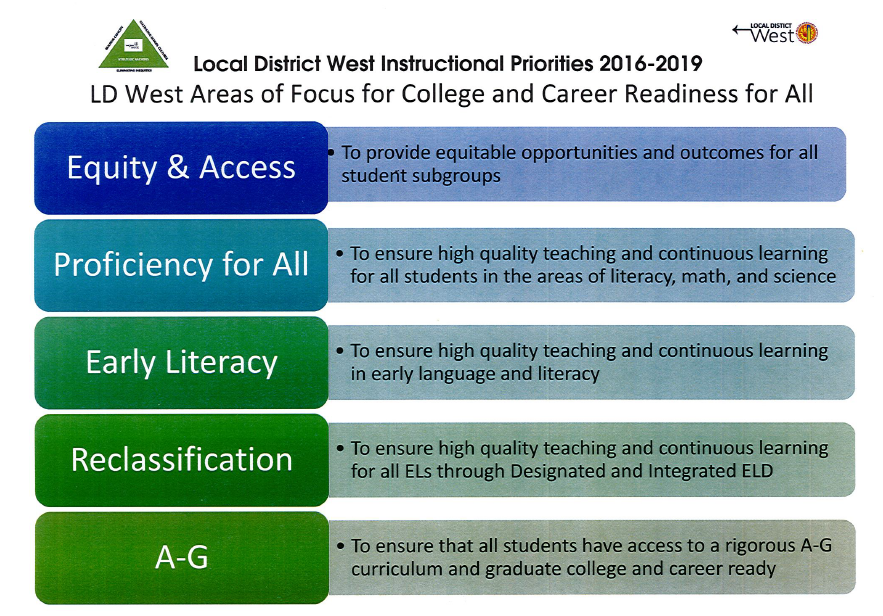 LOCAL DISTRICT
West
Local District West Instructional Priorities 2016-2019
LD West Areas of Focus for College and Career Readiness for All
Equity & Access
• To provide equitable opportunities and outcomes for all
student subgroups
Proficiency for All
• To ensure high quality teaching and continuous learning
for all students in the areas of literacy, math, and science
Early Literacy
• To ensure high quality teaching and continuous learning
in early language and literacy
Reclassification
• To ensure high quality teaching and continuous learning
for all ELs through Designated and Integrated ELD
A-G
• To ensure that all students have access to a rigorous A-G
curriculum and graduate college and career ready